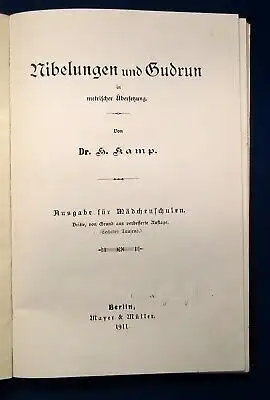 Nibelungen und Gudrun
in
metrischer Übersetzung.
Von
Dr. H. Kamp.
Ausgabe für Mädchenschulen.
Dritte, von Grund aus verbesserte Auflage.
(Sechstes Tausend.)
Berlin,
Mayer & Müller.
1911.